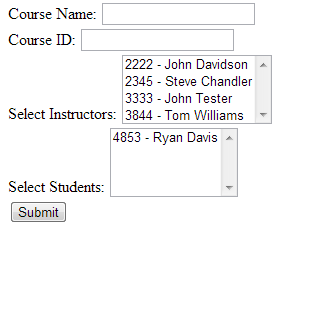 Course Name:
Course ID:
2222 - John Davidson
2345 - Steve Chandler
3333 - John Tester
Select Instructors: 3844 - Tom Williams
4853 - Ryan Davis
Select Students:
Submit